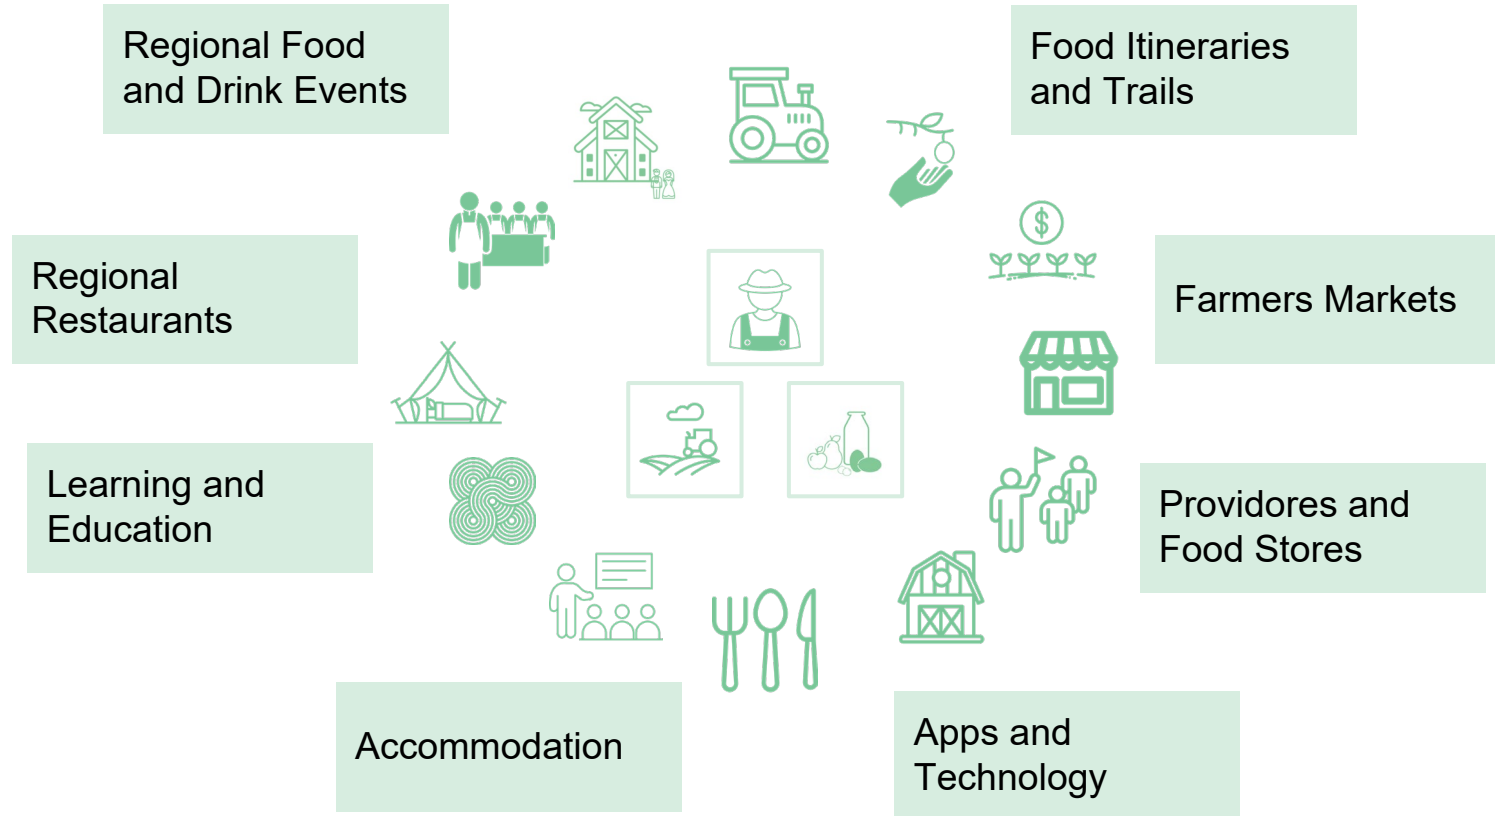 Regional Food
and Drink Events
Food Itineraries
and Trails
Regional
Restaurants
$
Farmers Markets
Learning and
Education
Providores and
Food Stores
Accommodation
Apps and
Technology